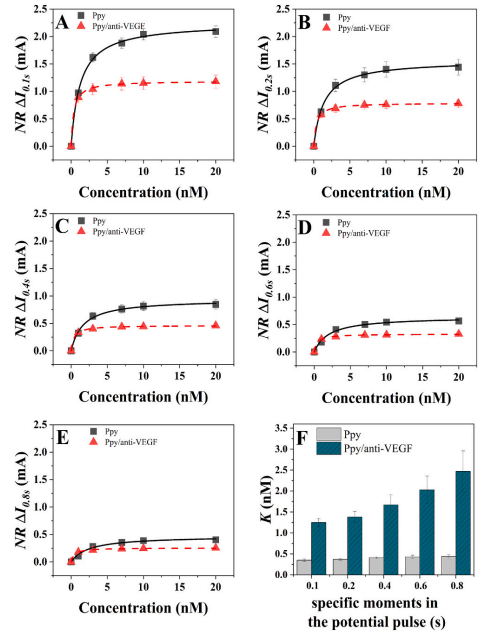 A
Ppy
Ppy/anti-VEGF
NR ΔI0,1s (mA)
2.5
2.0
1.5
1.0
0.5
0.0
0
5
10
15
20
Concentration (nM)
B
Ppy
Ppy/anti-VEGF
NR ΔI0,2s (mA)
2.5
2.0
1.5
1.0
0.5
0.0
0
5
10
15
20
Concentration (nM)
C
Ppy
Ppy/anti-VEGF
NR ΔI0,4s (mA)
2.5
2.0
1.5
1.0
0.5
0.0
0
5
10
15
20
Concentration (nM)
D
Ppy
Ppy/anti-VEGF
NR ΔI0,6s (mA)
2.5
2.0
1.5
1.0
0.5
0.0
0
5
10
15
20
Concentration (nM)
E
Ppy
Ppy/anti-VEGF
NR ΔI0,8s (mA)
2.5
2.0
1.5
1.0
0.5
0.0
0
5
10
15
20
Concentration (nM)
F
Ppy
Ppy/anti-VEGF
K (nM)
3.5
3.0
2.5
2.0
1.5
1.0
0.5
0.0
0.1
0.2
0.4
0.6
0.8
specific moments in
the potential pulse (s)